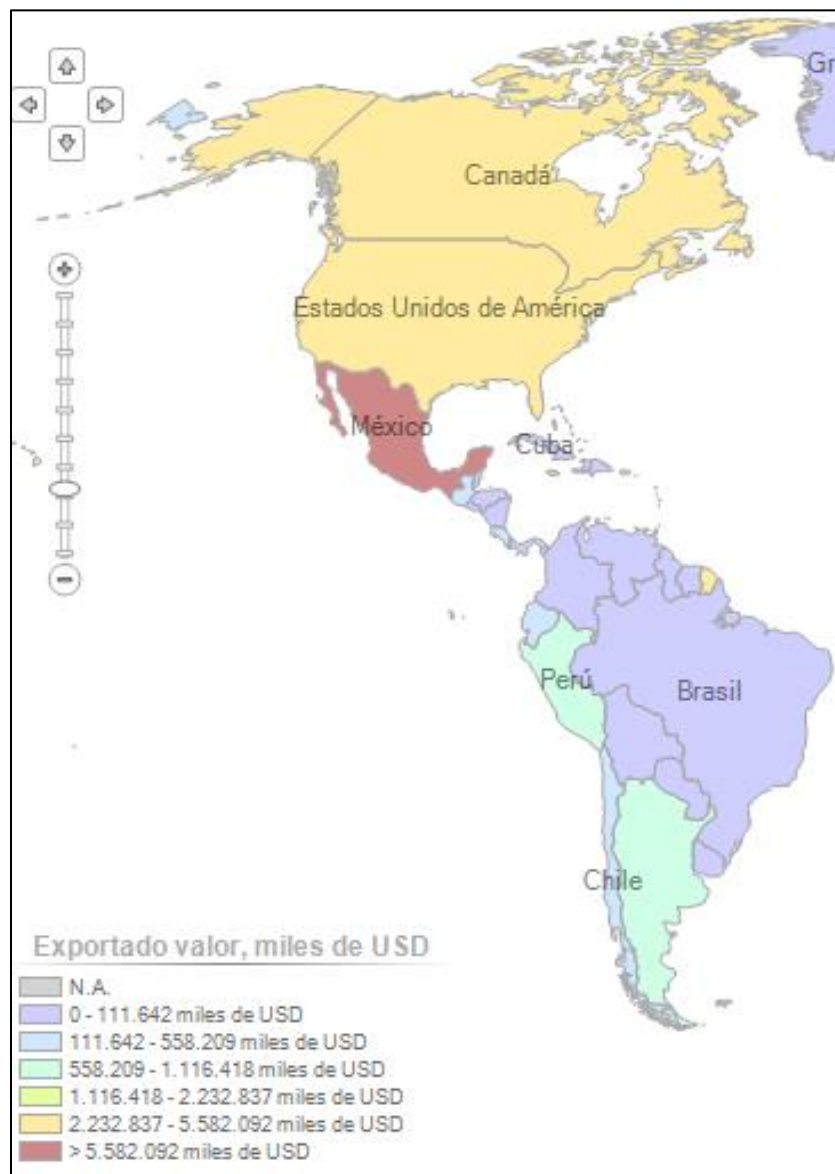 Gr
Canadá
Estados Unidos de América
México
Cuba
Perú
Brasil
Chile
Exportado valor, miles de USD
N.A.
0 - 111.642 miles de USD
111.642 - 558.209 miles de USD
558.209 - 1.116.418 miles de USD
1.116.418 - 2.232.837 miles de USD
2.232.837 - 5.582.092 miles de USD
> 5.582.092 miles de USD